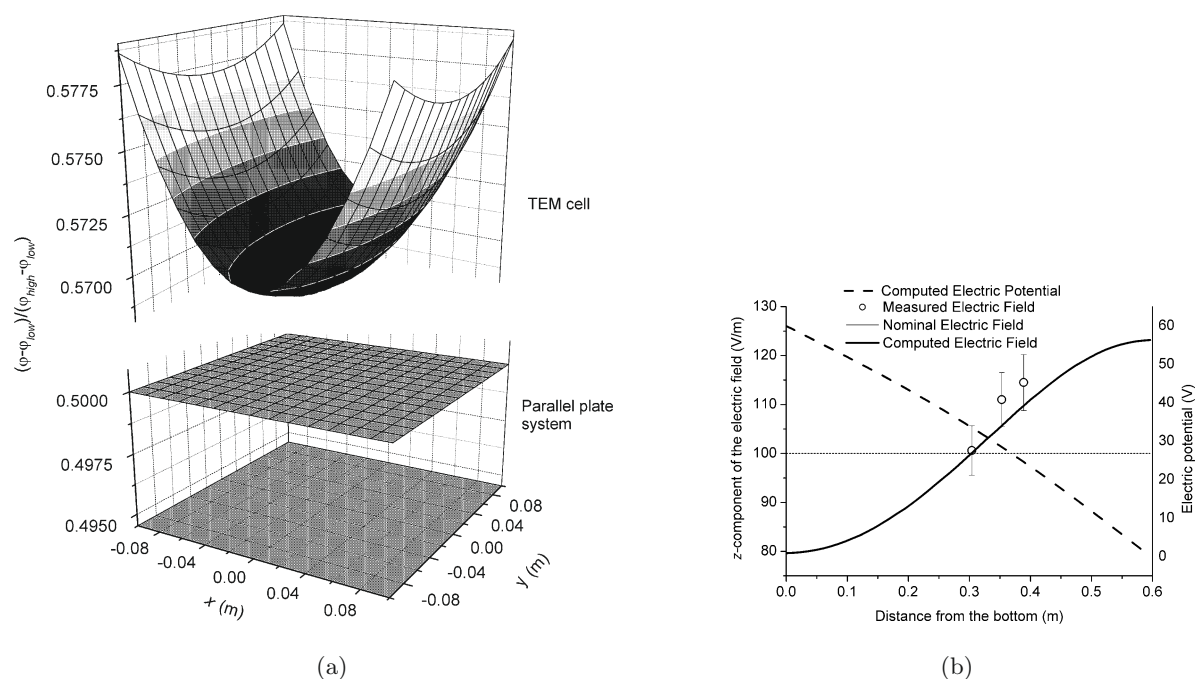 0.5775
0.5750
0.5725
0.5700
0.5000
0.4975
0.4950
(φ-φlow)/(φhigh-φlow)
TEM cell
Parallel plate
system
-0.08
-0.04
0.00
0.04
0.08
x (m)
0.08
0.04
0.00
-0.04
-0.08
y (m)
(a)
Computed Electric Potential
Measured Electric Field
Nominal Electric Field
Computed Electric Field
130
120
110
100
90
80
z-component of the electric field (V/m)
60
50
40
30
20
10
0
Electric potential (V)
0.0 0.1 0.2 0.3 0.4 0.5 0.6
Distance from the bottom (m)
(b)